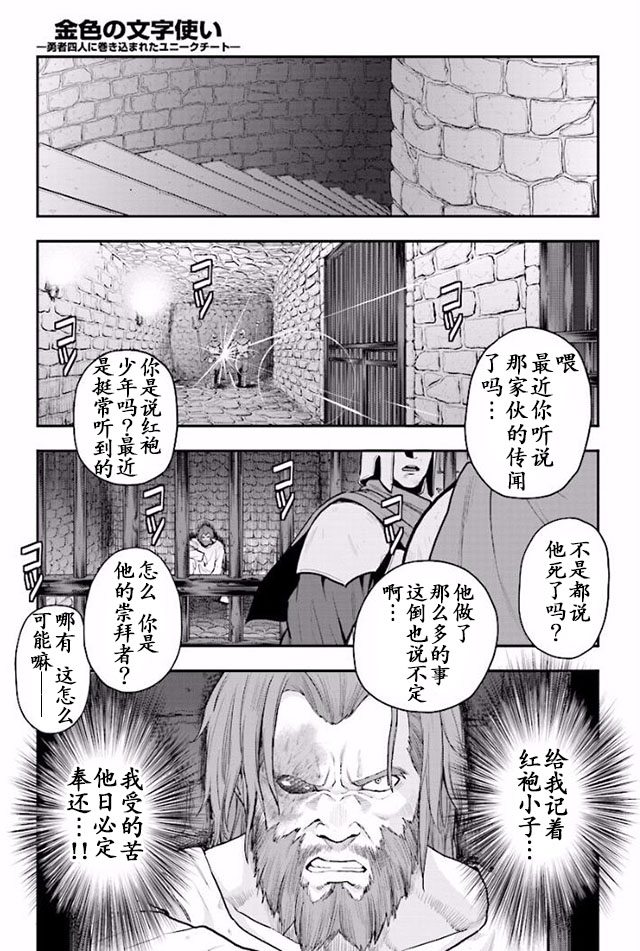 金色の文字使い
―勇者四人に巻き込まれたユニークチート―
喂
最近你听说
那家伙的传闻
了吗…
コッ
コッ
コッ
コッ
你是说红袍
少年吗？最近
是挺常听到的
不是都说
他死了吗？
他做了
那么多的事
这倒也说不定
啊…
コッ
コッ
怎么 你是
他的崇拜者？
哪有 这怎么
可能嘛——
给我记着
红袍小子…
我受的苦
他日必定
奉还…!!